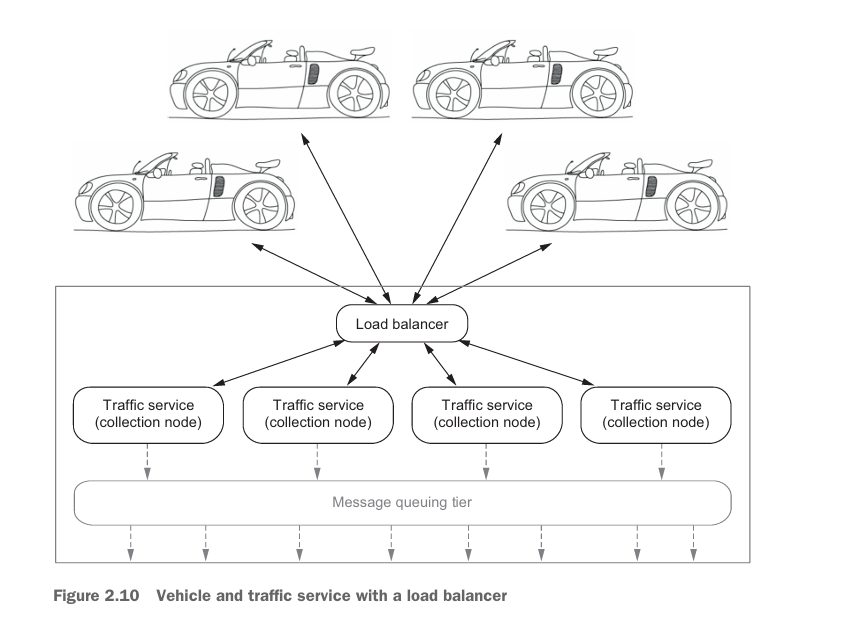 Load balancer
Traffic service
(collection node)
Traffic service
(collection node)
Traffic service
(collection node)
Traffic service
(collection node)
Message queuing tier
Figure 2.10 Vehicle and traffic service with a load balancer